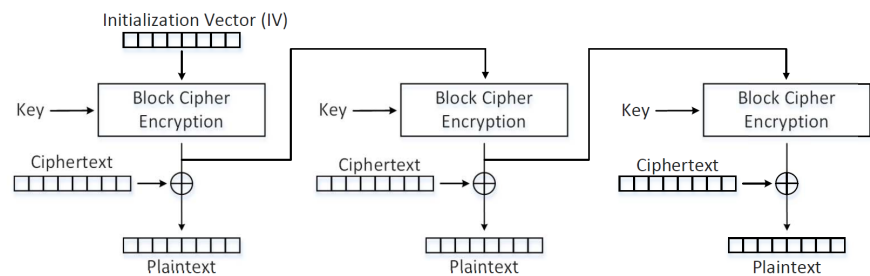 Initialization Vector (IV)
Key
Block Cipher
Encryption
Key
Block Cipher
Encryption
Key
Block Cipher
Encryption
Ciphertext
Ciphertext
Ciphertext
Plaintext
Plaintext
Plaintext